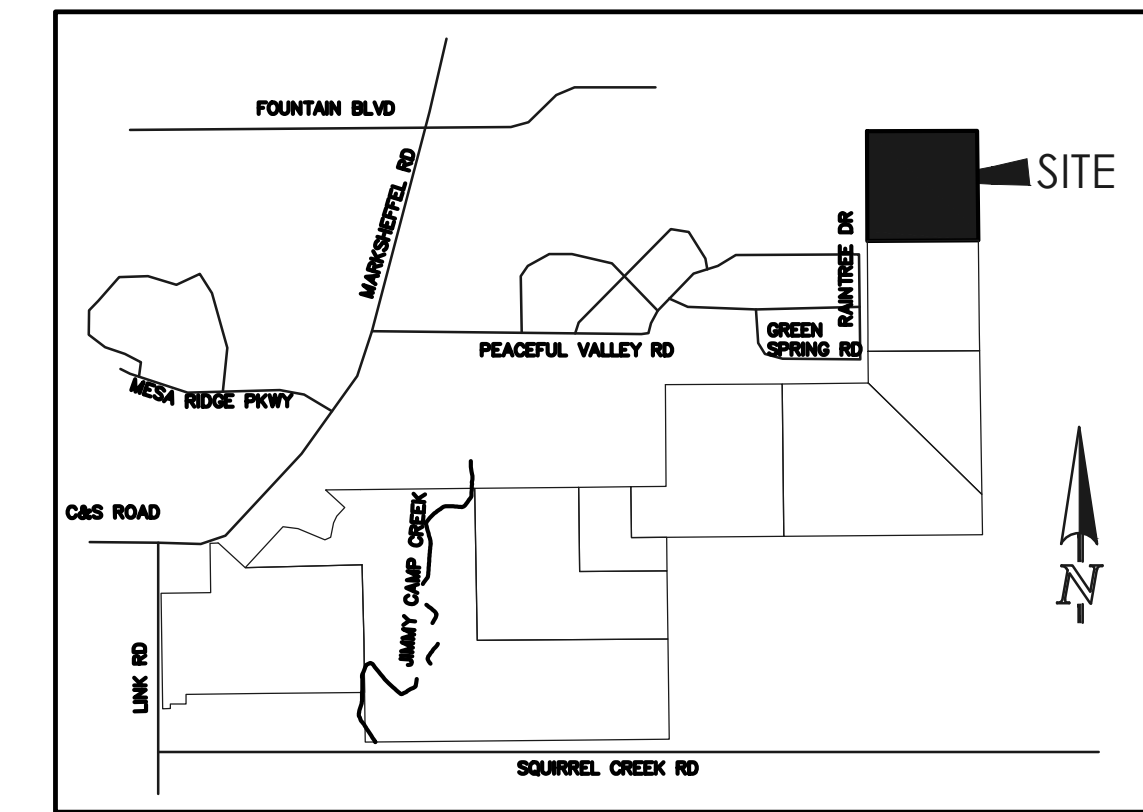 FOUNTAIN BLVD
SITE
MARKSHEFFEL RD
RAINTREE DR
GREEN
SPRING RD
PEACEFUL VALLEY RD
MESA RIDGE PKWY
C&S ROAD
JIMMY CAMP CREEK
N
LINK RD
SQUIRREL CREEK RD